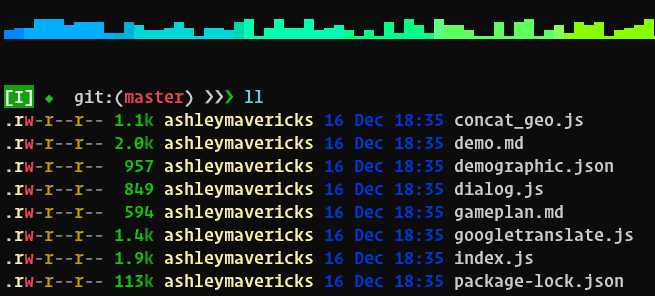 [I] ◆ git:(master) ❯❯❯ ll
.rw-r--r-- 1.1k ashleymavericks 16 Dec 18:35 concat_geo.js
.rw-r--r-- 2.0k ashleymavericks 16 Dec 18:35 demo.md
.rw-r--r-- 957 ashleymavericks 16 Dec 18:35 demographic.json
.rw-r--r-- 849 ashleymavericks 16 Dec 18:35 dialog.js
.rw-r--r-- 594 ashleymavericks 16 Dec 18:35 gameplan.md
.rw-r--r-- 1.4k ashleymavericks 16 Dec 18:35 googletranslate.js
.rw-r--r-- 1.9k ashleymavericks 16 Dec 18:35 index.js
.rw-r--r-- 113k ashleymavericks 16 Dec 18:35 package-lock.json